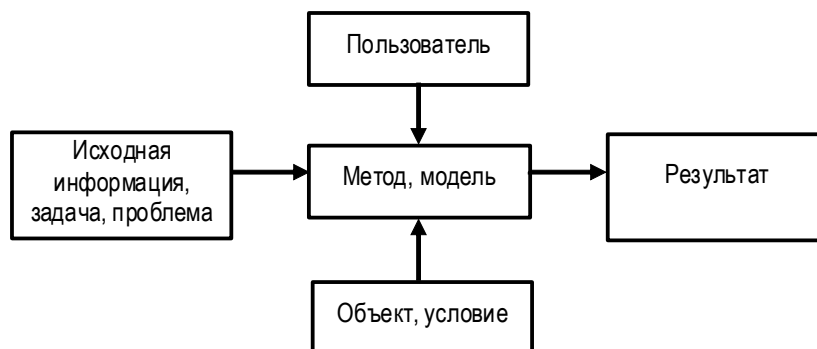 Пользователь
Исходная
информация,
задача, проблема
Метод, модель
Результат
Объект, условие